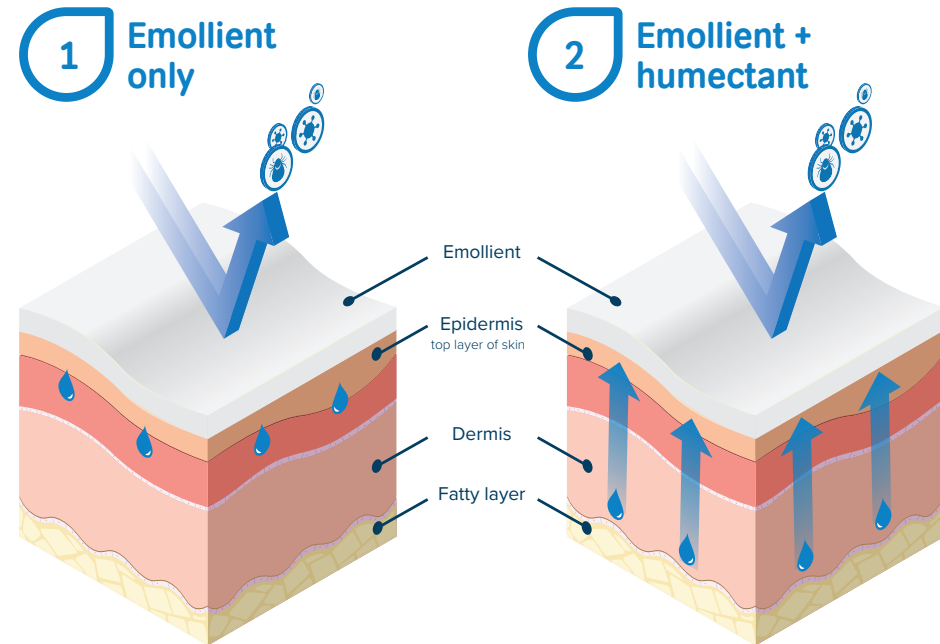 1
Emollient
only
2
Emollient +
humectant
Emollient
Epidermis
top layer of skin
Dermis
Fatty layer